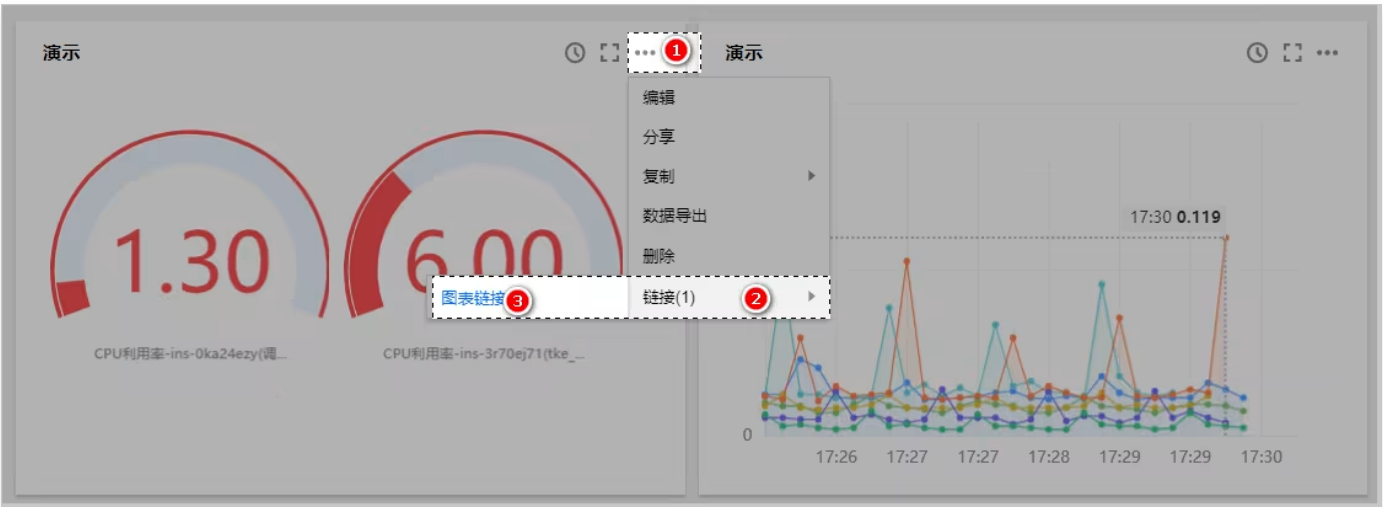 演示
••• 1
演示
编辑
分享
复制
数据导出
删除
图表链接 3
链接(1) 2
1.30
6.00
CPU利用率-ins-0ka24ezy(调...
CPU利用率-ins-3r70ej71(tke_...
17:30 0.119
0
17:26 17:27 17:27 17:28 17:29 17:29 17:30